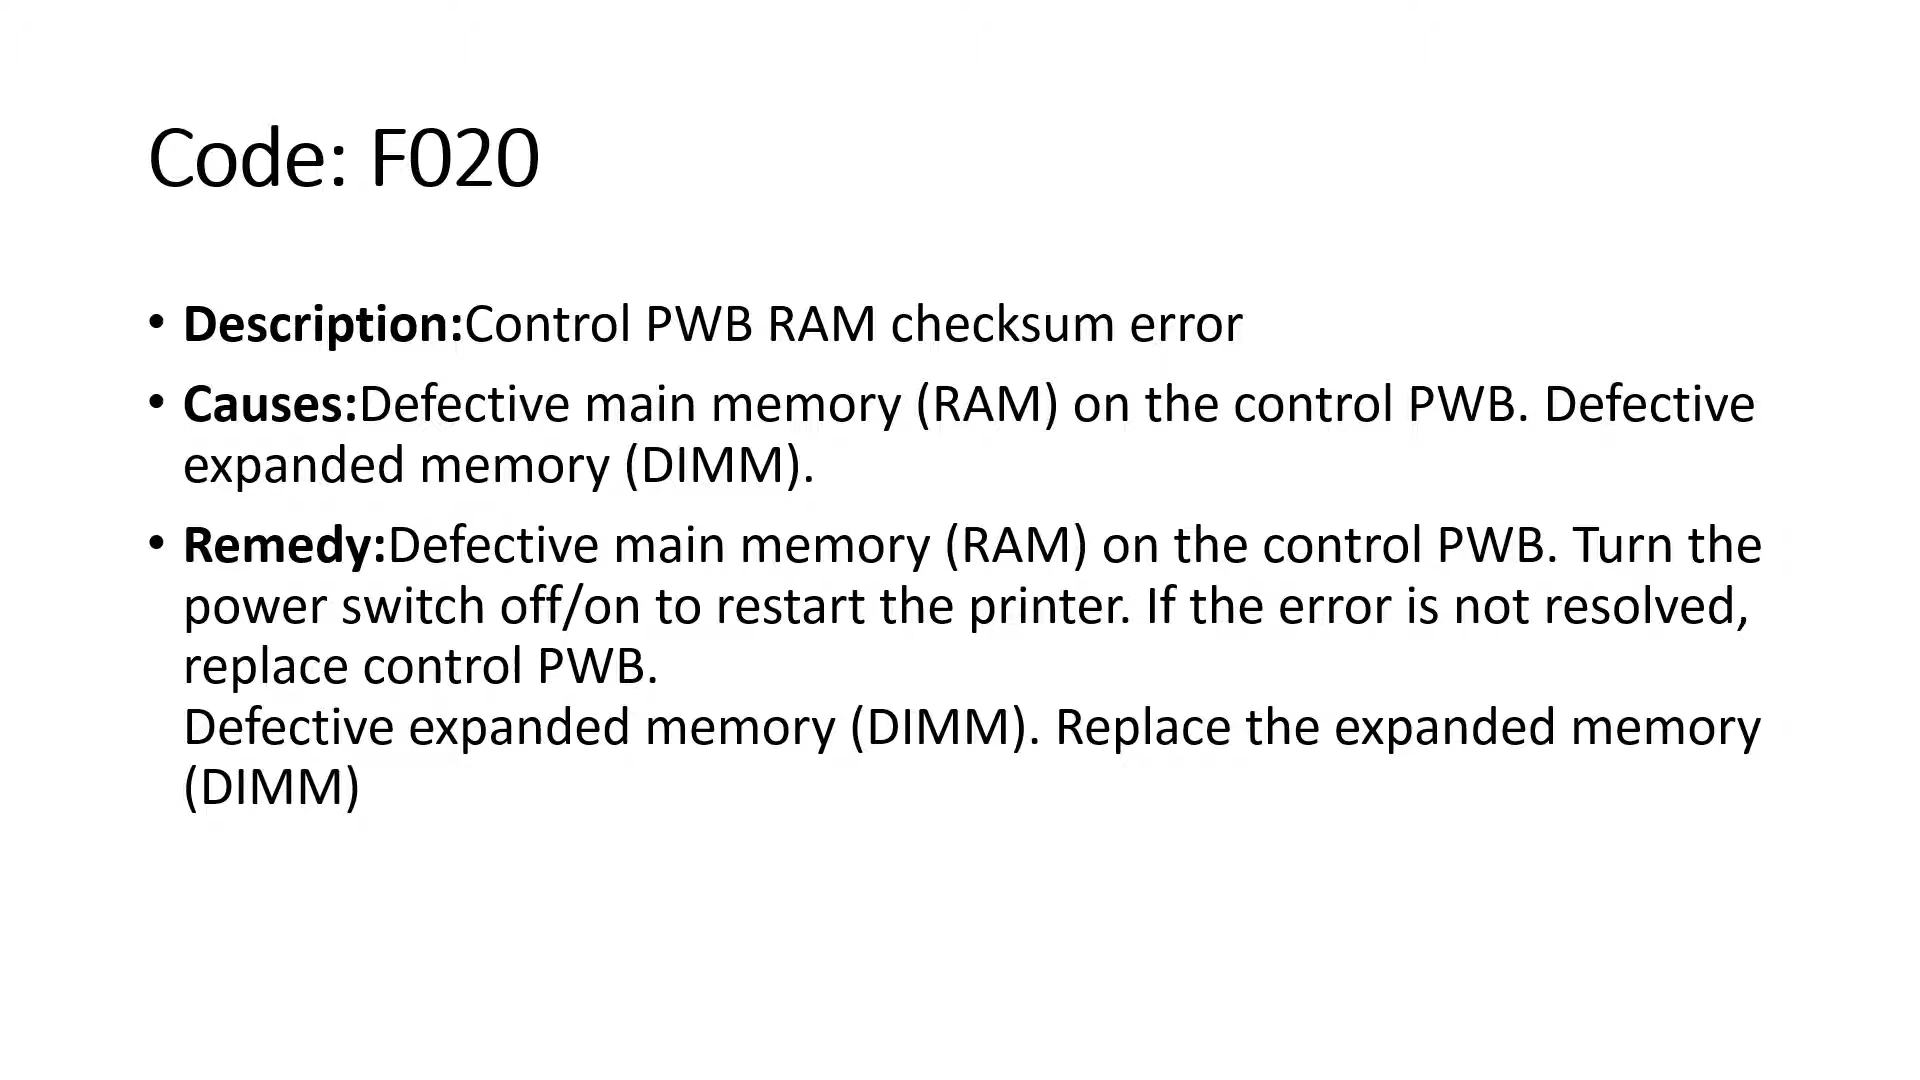 Code: F020
• Description:Control PWB RAM checksum error
• Causes:Defective main memory (RAM) on the control PWB. Defective
expanded memory (DIMM).
• Remedy:Defective main memory (RAM) on the control PWB. Turn the
power switch off/on to restart the printer. If the error is not resolved,
replace control PWB.
Defective expanded memory (DIMM). Replace the expanded memory
(DIMM)